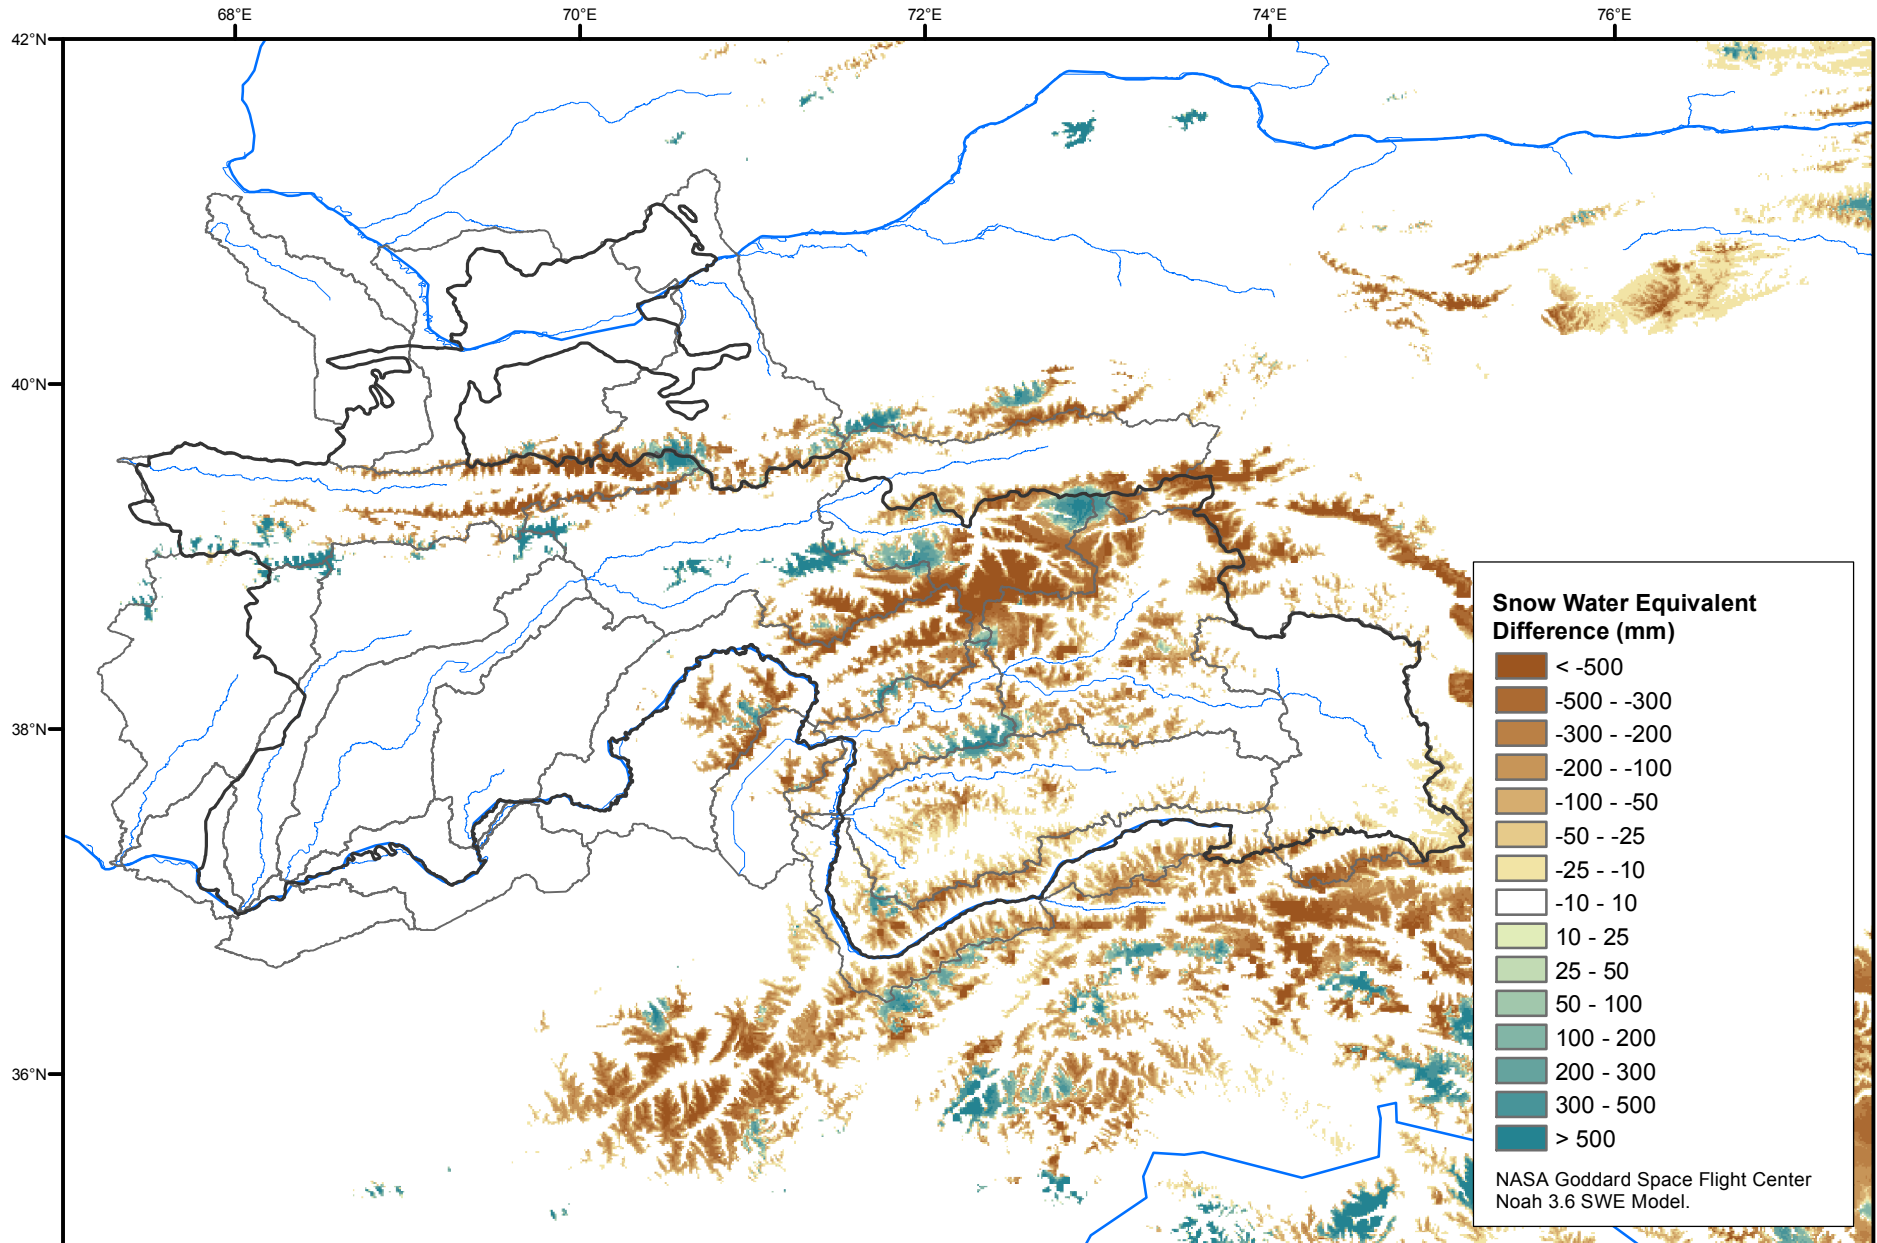 68°E 70°E 72°E 74°E 76°E
42°N
40°N
38°N
36°N
Snow Water Equivalent
Difference (mm)
< -500
-500 - -300
-300 - -200
-200 - -100
-100 - -50
-50 - -25
-25 - -10
-10 - 10
10 - 25
25 - 50
50 - 100
100 - 200
200 - 300
300 - 500
> 500
NASA Goddard Space Flight Center
Noah 3.6 SWE Model.